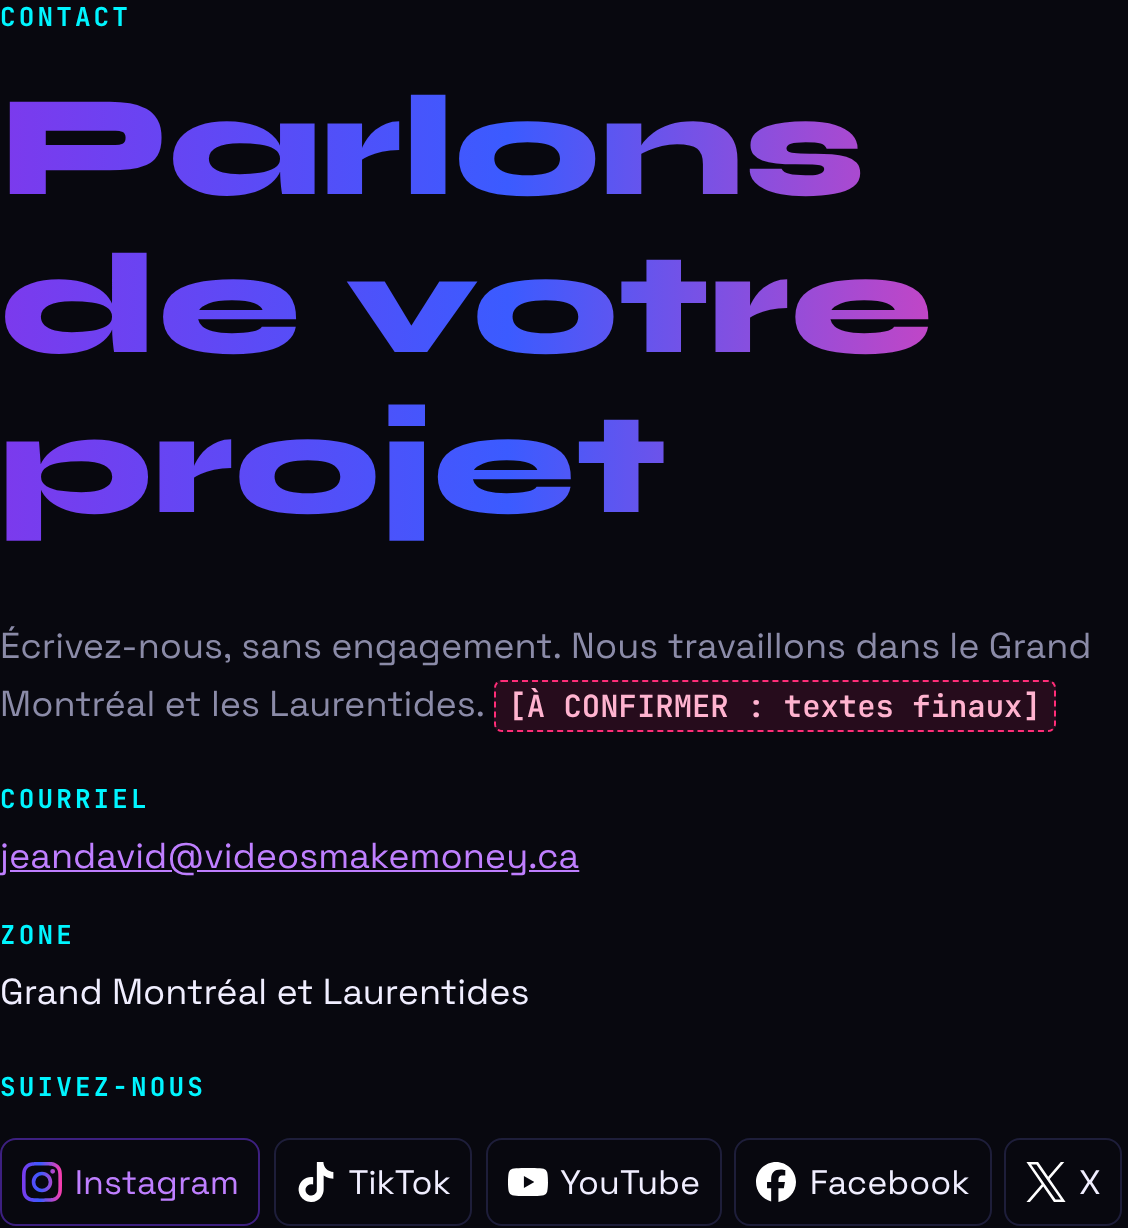 CONTACT
Parlons
de votre
projet
Écrivez-nous, sans engagement. Nous travaillons dans le Grand
Montréal et les Laurentides. [À CONFIRMER : textes finaux]
COURRIEL
jeandavid@videosmakemoney.ca
ZONE
Grand Montréal et Laurentides
SUIVEZ-NOUS
Instagram TikTok YouTube Facebook X